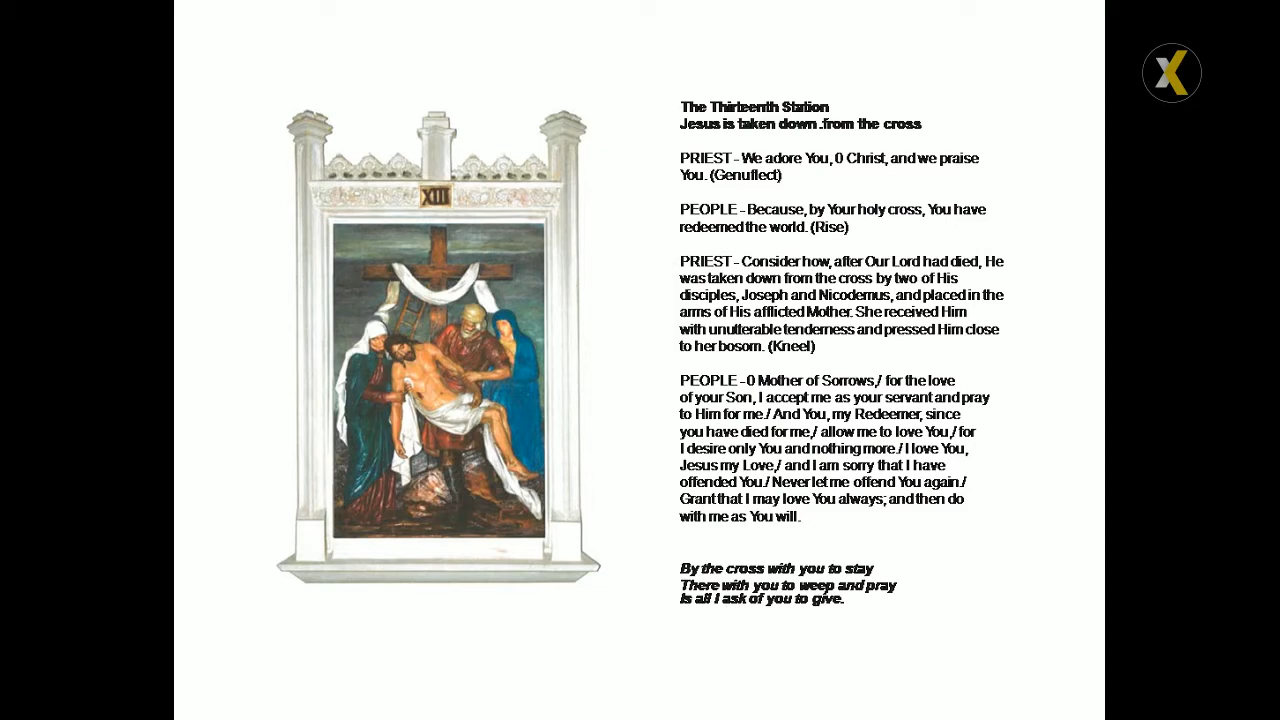 XIII
The Thirteenth Station
Jesus is taken down .from the cross
PRIEST - We adore You, 0 Christ, and we praise
You. (Genuflect)
PEOPLE - Because, by Your holy cross, You have
redeemed the world. (Rise)
PRIEST - Consider how, after Our Lord had died, He
was taken down from the cross by two of His
disciples, Joseph and Nicodemus, and placed in the
arms of His afflicted Mother. She received Him
with unutterable tenderness and pressed Him close
to her bosom. (Kneel)
PEOPLE - 0 Mother of Sorrows,/ for the love
of your Son, I accept me as your servant and pray
to Him for me./ And You, my Redeemer, since
you have died for me,/ allow me to love You,/ for
I desire only You and nothing more./ I love You,
Jesus my Love,/ and I am sorry that I have
offended You./ Never let me offend You again./
Grant that I may love You always; and then do
with me as You will.
By the cross with you to stay
There with you to weep and pray
Is all I ask of you to give.
X